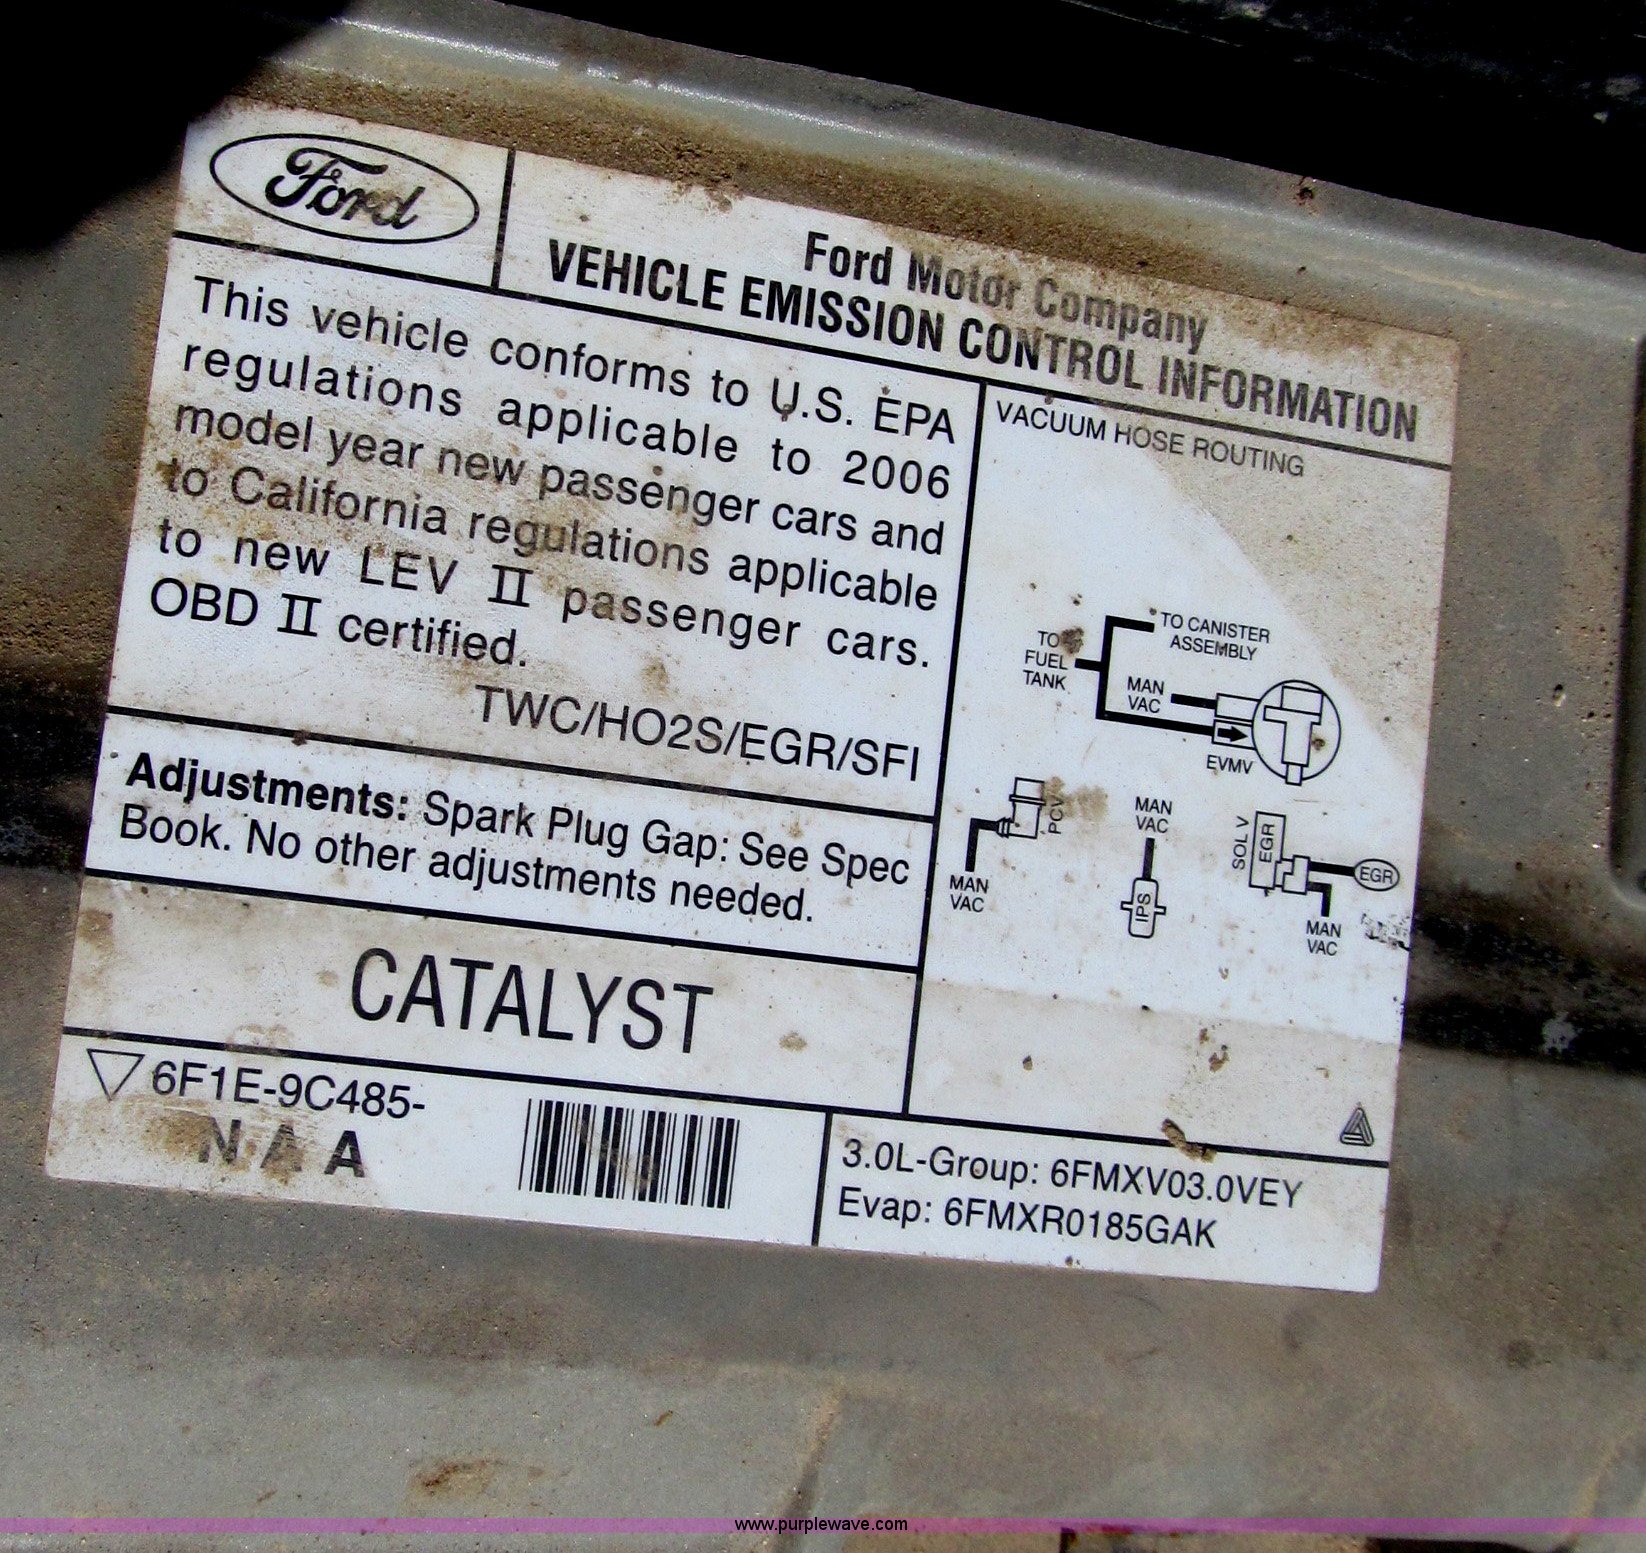 Ford
Ford Motor Company
VEHICLE EMISSION CONTROL INFORMATION
This vehicle conforms to U.S. EPA
regulations applicable to 2006
model year new passenger cars and
to California regulations applicable
to new LEV II passenger cars.
OBD II certified.
TWC/HO2S/EGR/SFI
Adjustments: Spark Plug Gap: See Spec
Book. No other adjustments needed.
CATALYST
6F1E-9C485-
N A A
VACUUM HOSE ROUTING
TO CANISTER
ASSEMBLY
TO
FUEL
TANK
MAN
VAC
EVMV
PCV
MAN
VAC
MAN
VAC
IPS
SOL V
EGR
EGR
MAN
VAC
3.0L-Group: 6FMXV03.0VEY
Evap: 6FMXR0185GAK
www.purplewave.com